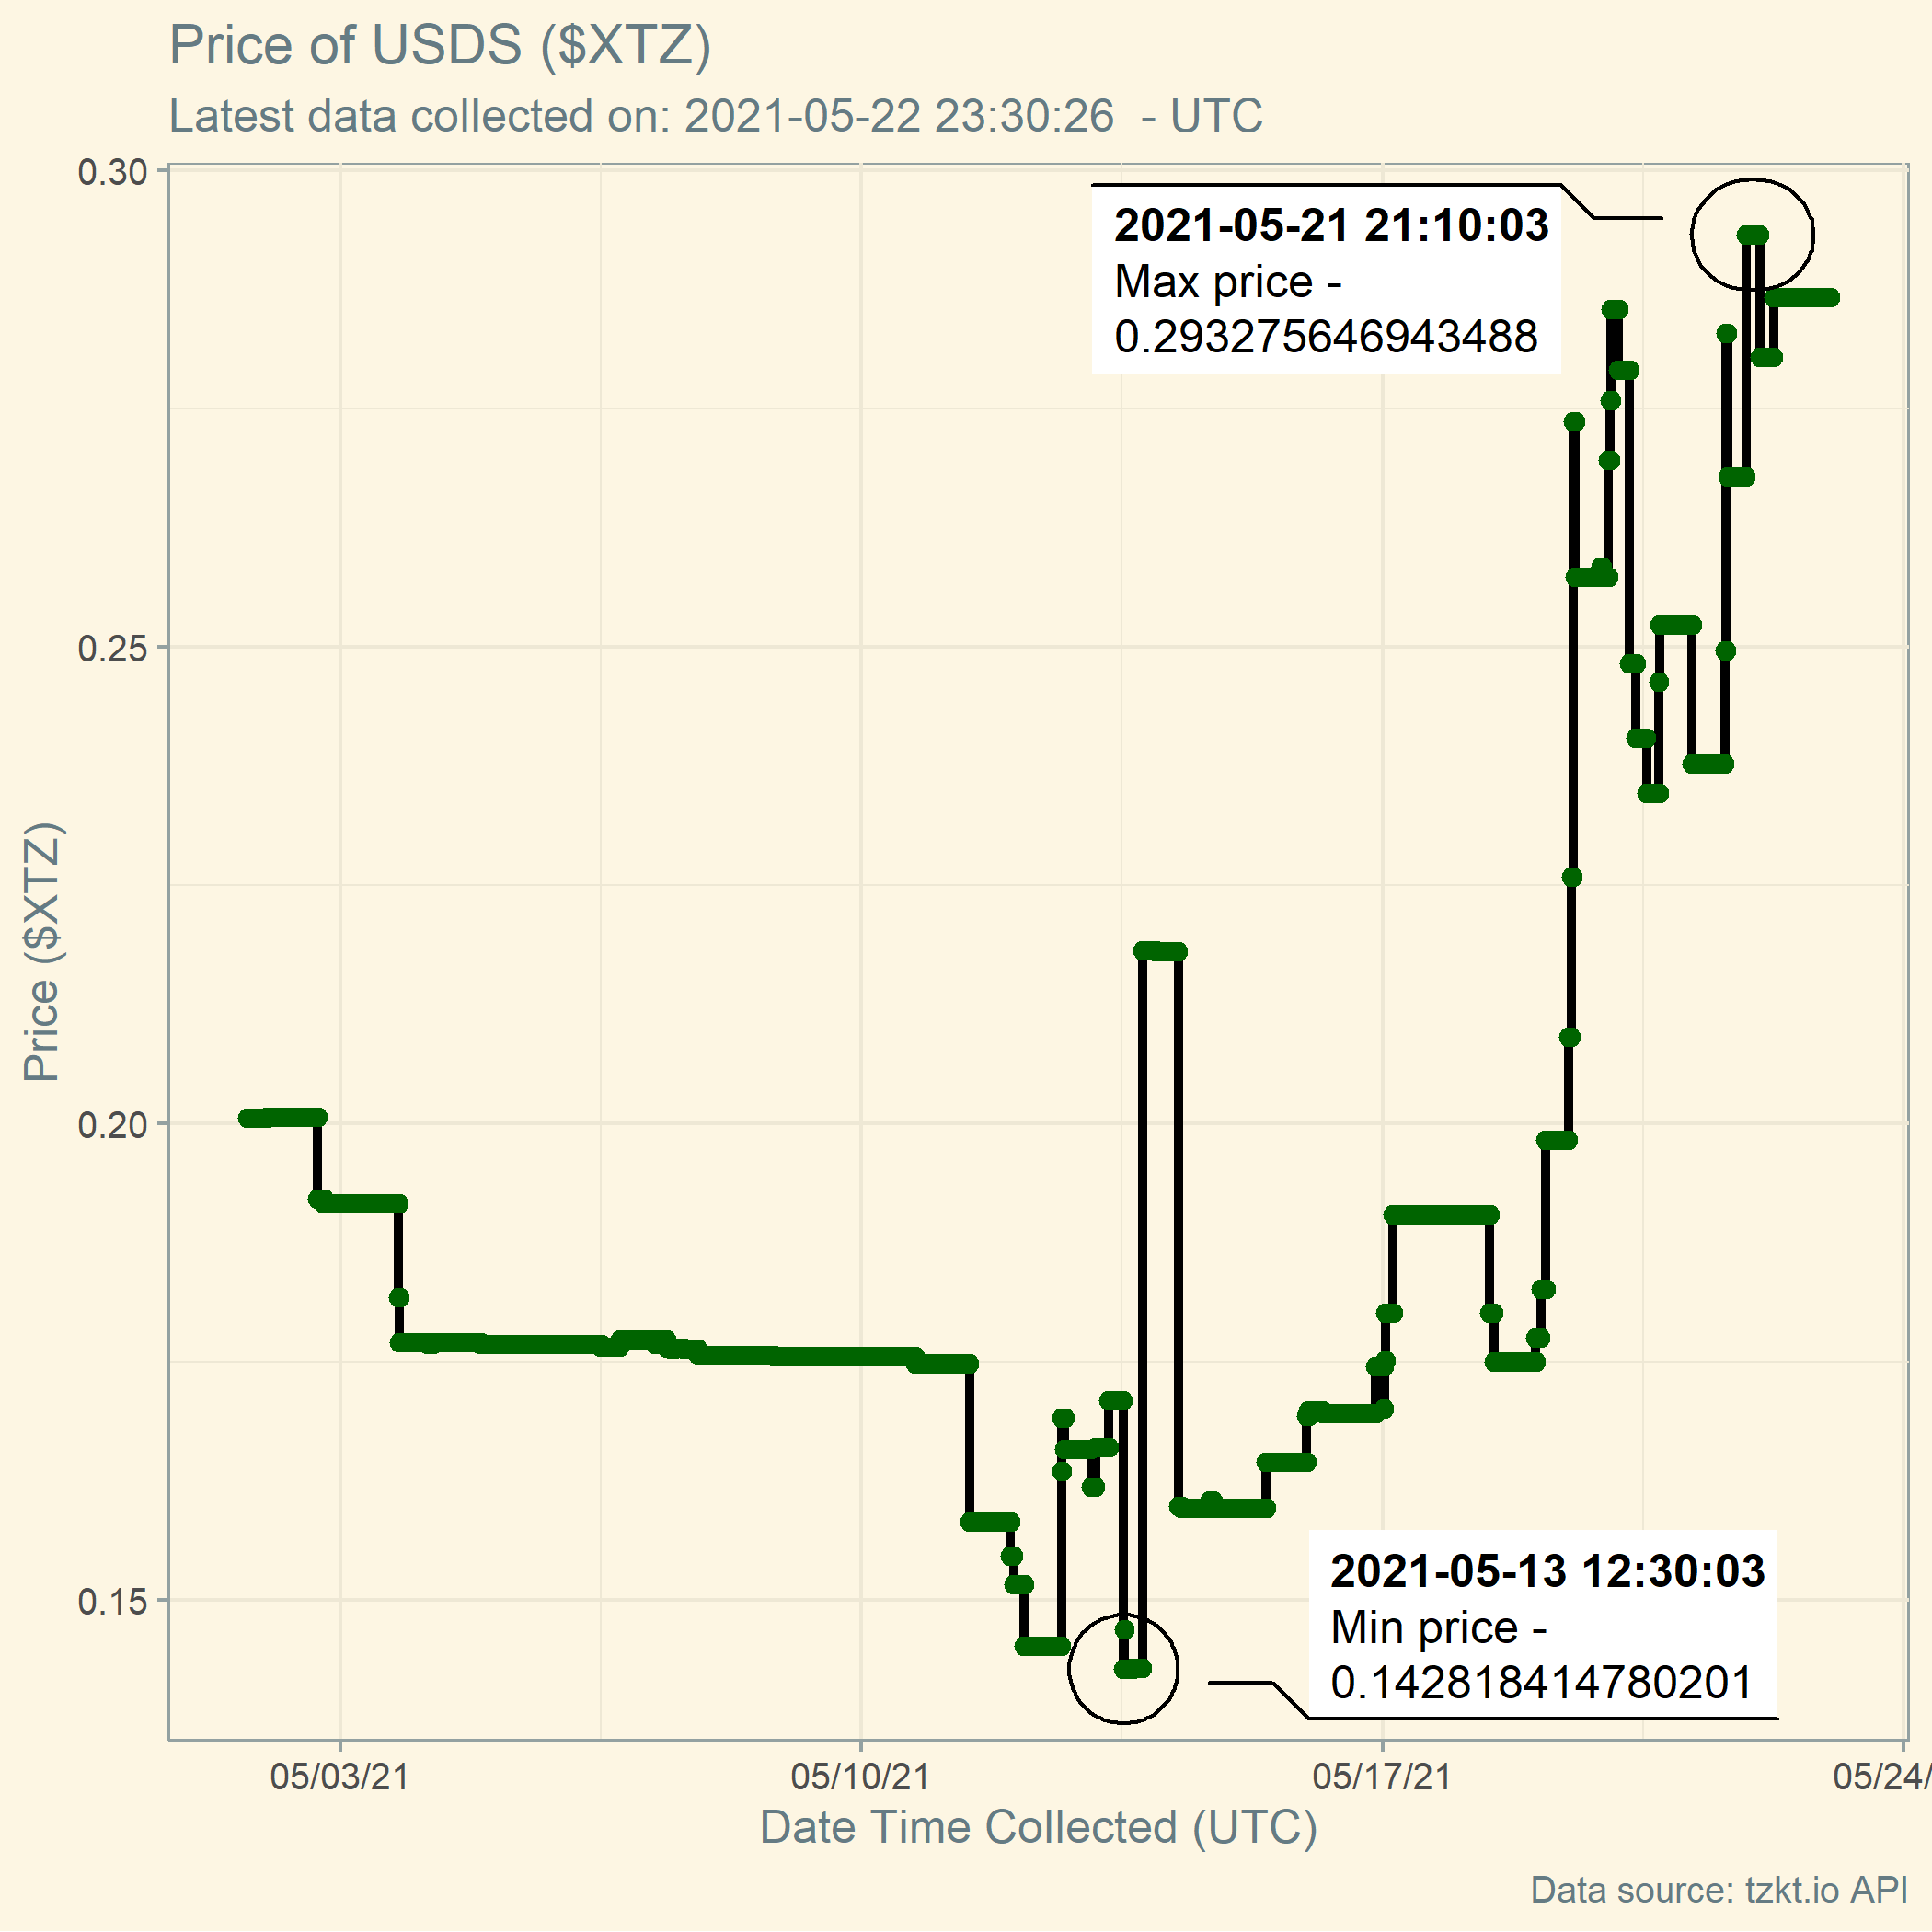 Price of USDS ($XTZ)
Latest data collected on: 2021-05-22 23:30:26  - UTC
0.30
0.25
0.20
0.15
Price ($XTZ)
2021-05-21 21:10:03
Max price -
0.293275646943488
2021-05-13 12:30:03
Min price -
0.142818414780201
05/03/21
05/10/21
05/17/21
05/24/
Date Time Collected (UTC)
Data source: tzkt.io API